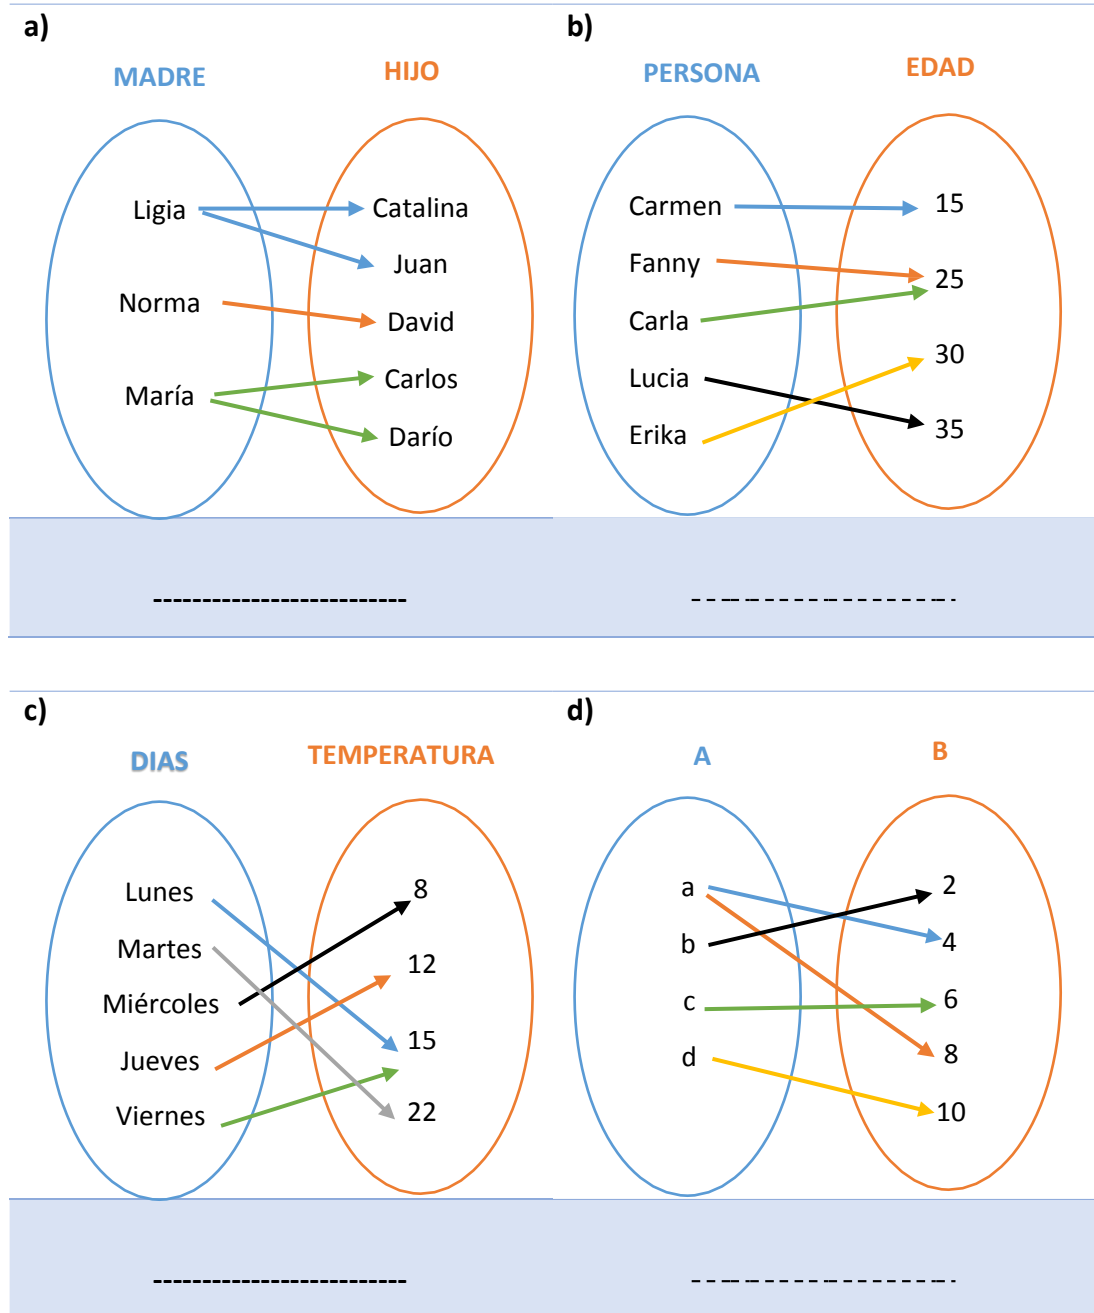 a)
MADRE
HIJO
Ligia
Norma
María
Catalina
Juan
David
Carlos
Darío
b)
PERSONA
EDAD
Carmen
Fanny
Carla
Lucia
Erika
15
25
30
35
c)
DIAS
TEMPERATURA
Lunes
Martes
Miércoles
Jueves
Viernes
8
12
15
22
d)
A
B
a
b
c
d
2
4
6
8
10